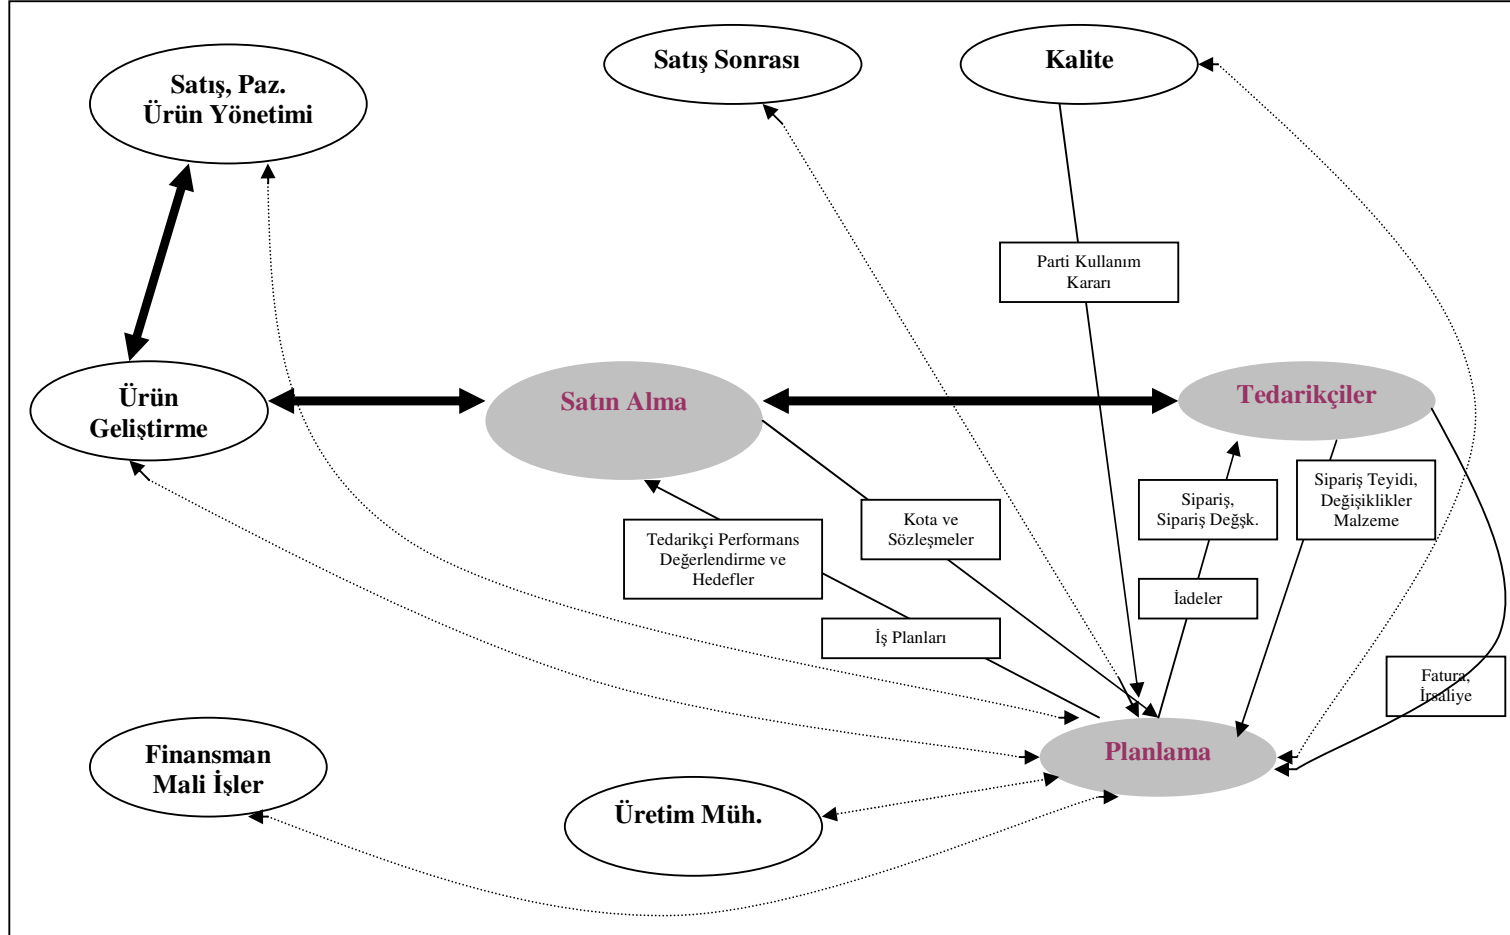 Satış, Paz.
Ürün Yönetimi
Satış Sonrası
Kalite
Parti Kullanım
Kararı
Ürün
Geliştirme
Satın Alma
Tedarikçiler
Tedarikçi Performans
Değerlendirme ve
Hedefler
Kota ve
Sözleşmeler
Sipariş,
Sipariş Değşk.
Sipariş Teyidi,
Değişiklikler
Malzeme
İadeler
İş Planları
Fatura,
İrsaliye
Finansman
Mali İşler
Üretim Müh.
Planlama